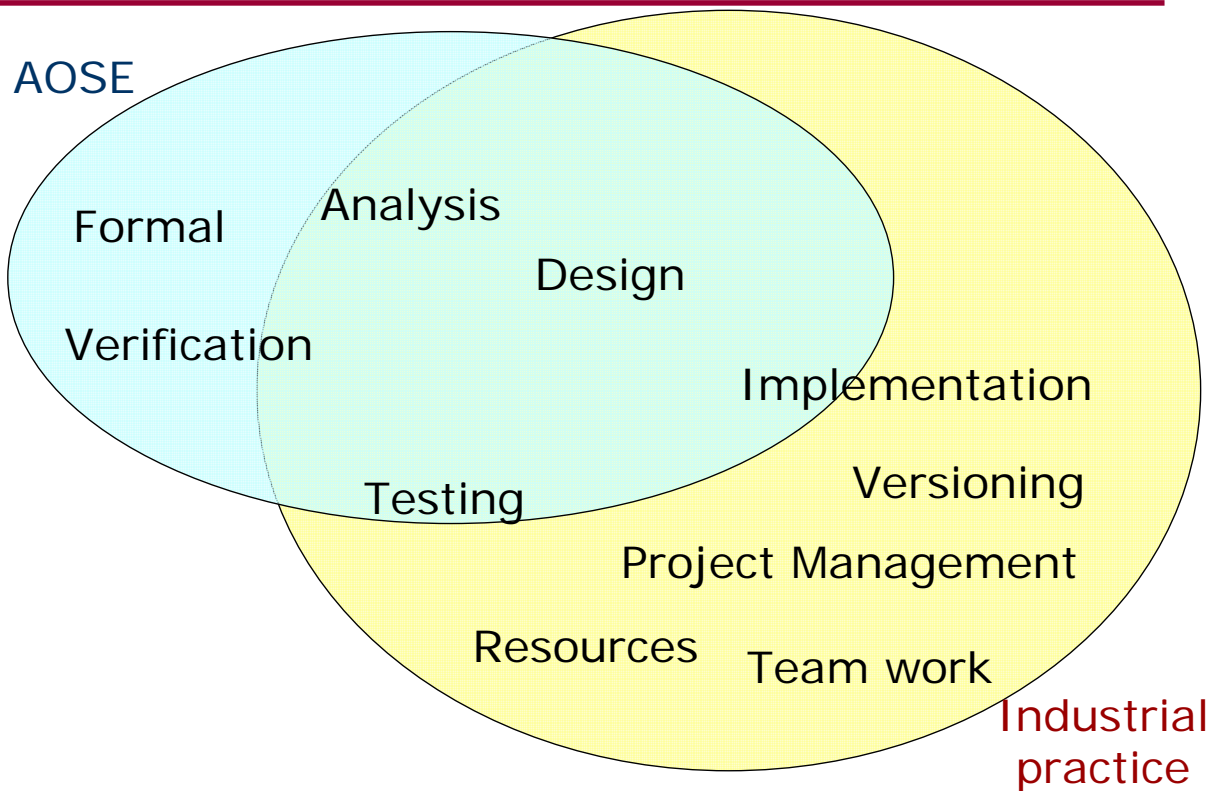 AOSE
Analysis
Formal
Design
Verification
Implementation
Versioning
Testing
Project Management
Resources
Team work
Industrial
practice